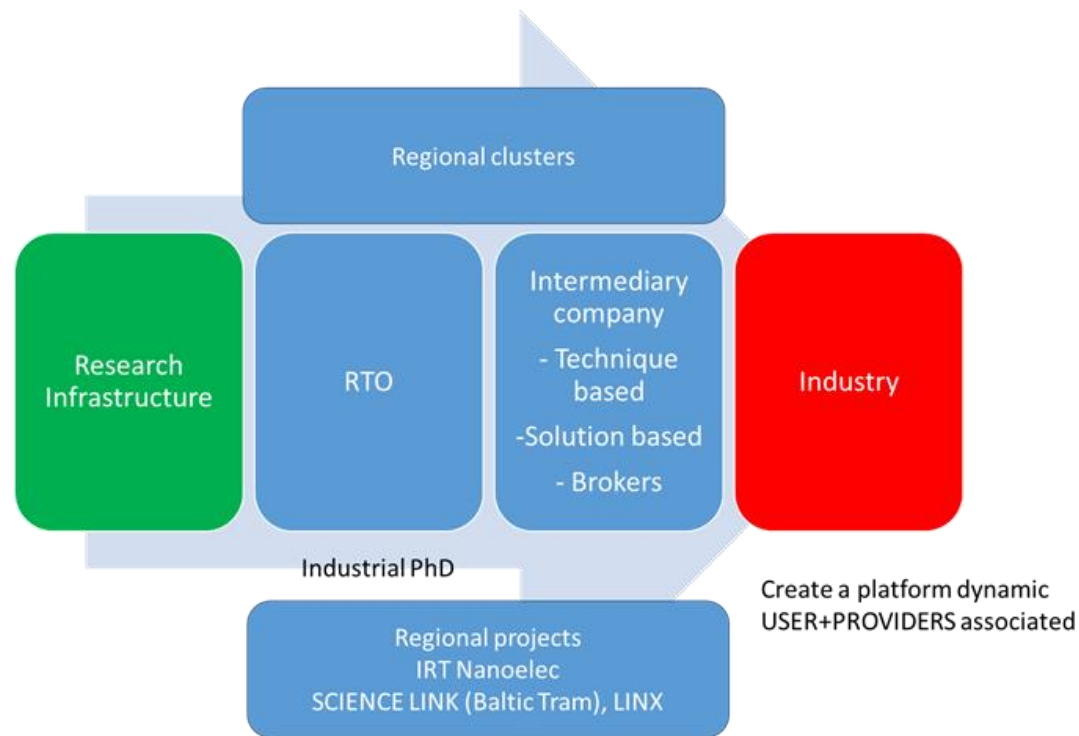 Regional clusters
Research
Infrastructure
RTO
Intermediary
company
- Technique
based
-Solution based
- Brokers
Industry
Industrial PhD
Create a platform dynamic
USER+PROVIDERS associated
Regional projects
IRT Nanoelec
SCIENCE LINK (Baltic Tram), LINX